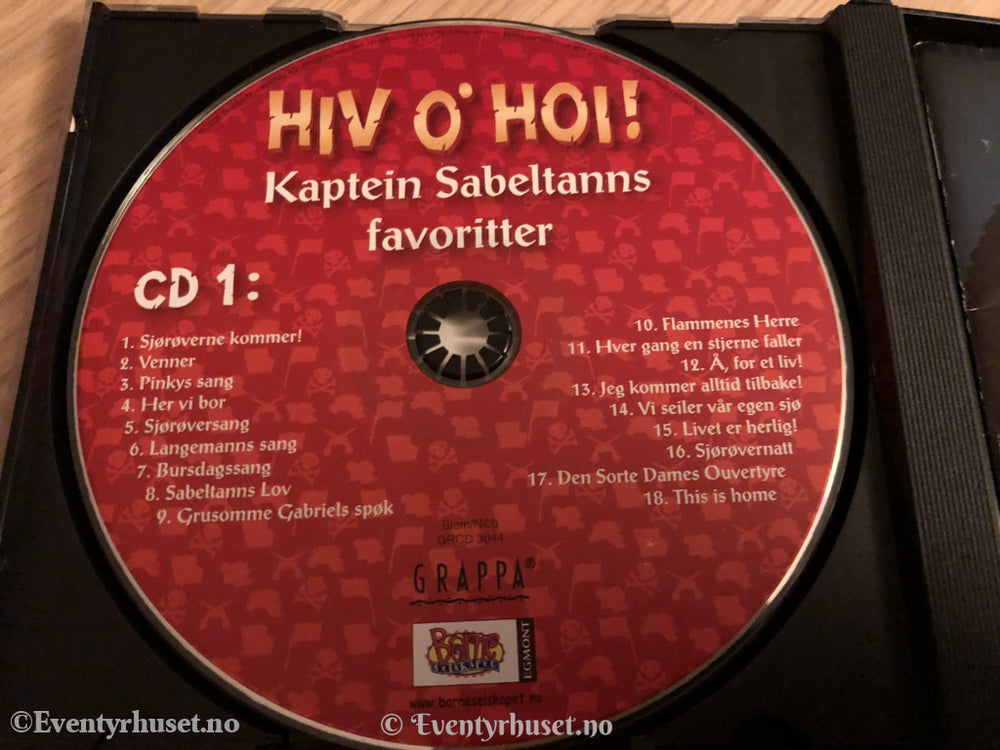 HIV O' HOI!
Kaptein Sabeltanns
favoritter
CD 1:
1. Sjørøverne kommer!
2. Venner
3. Pinkys sang
4. Her vi bor
5. Sjørøversang
6. Langemanns sang
7. Bursdagssang
8. Sabeltanns Lov
9. Grusomme Gabriels spøk
10. Flammenes Herre
11. Hver gang en stjerne faller
12. Å, for et liv!
13. Jeg kommer alltid tilbake!
14. Vi seiler vår egen sjø
15. Livet er herlig!
16. Sjørøvernatt
17. Den Sorte Dames Ouvertyre
18. This is home
Biem/N©b
GRCD 3044
GRAPPA®
Barne
selskapet
EGMONT
www.barneselskapet.no
©Eventyrhuset.no
© Eventyrhuset.no